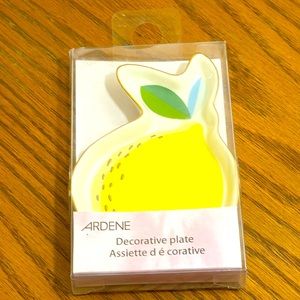 ARDENE
Decorative plate
Assiette d é corative